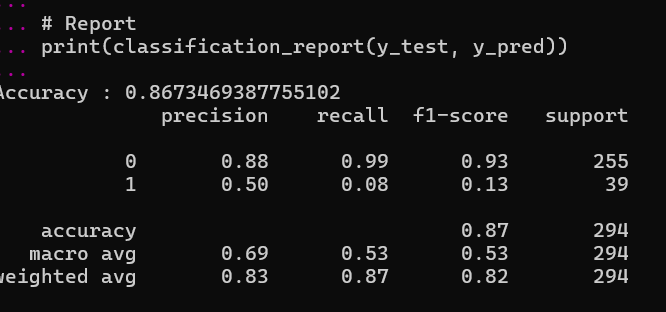 ...
... # Report
... print(classification_report(y_test, y_pred))
...
Accuracy : 0.8673469387755102
precision recall f1-score support
0 0.88 0.99 0.93 255
1 0.50 0.08 0.13 39
accuracy 0.87 294
macro avg 0.69 0.53 0.53 294
weighted avg 0.83 0.87 0.82 294